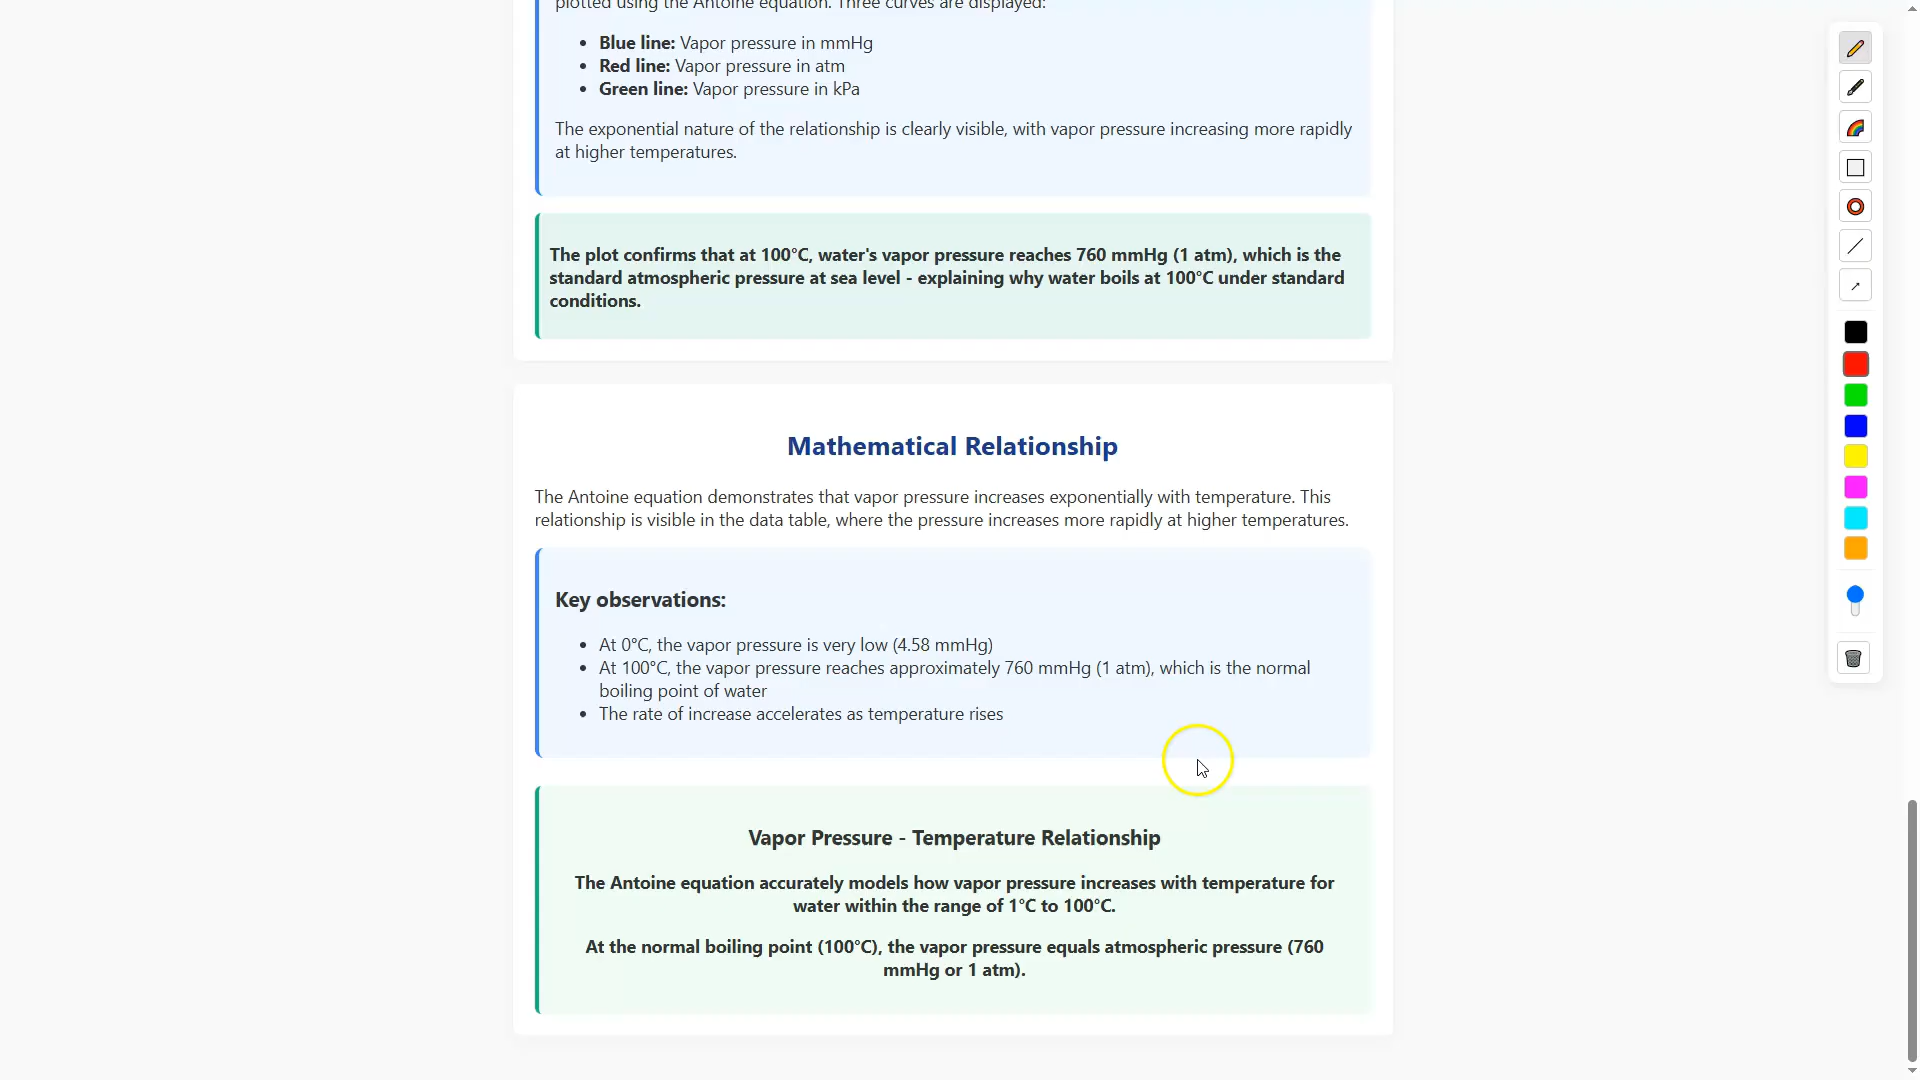 plotted using the Antoine equation. Three curves are displayed:
Blue line: Vapor pressure in mmHg
Red line: Vapor pressure in atm
Green line: Vapor pressure in kPa
The exponential nature of the relationship is clearly visible, with vapor pressure increasing more rapidly
at higher temperatures.
The plot confirms that at 100°C, water's vapor pressure reaches 760 mmHg (1 atm), which is the
standard atmospheric pressure at sea level - explaining why water boils at 100°C under standard
conditions.
Mathematical Relationship
The Antoine equation demonstrates that vapor pressure increases exponentially with temperature. This
relationship is visible in the data table, where the pressure increases more rapidly at higher temperatures.
Key observations:
At 0°C, the vapor pressure is very low (4.58 mmHg)
At 100°C, the vapor pressure reaches approximately 760 mmHg (1 atm), which is the normal
boiling point of water
The rate of increase accelerates as temperature rises
Vapor Pressure - Temperature Relationship
The Antoine equation accurately models how vapor pressure increases with temperature for
water within the range of 1°C to 100°C.
At the normal boiling point (100°C), the vapor pressure equals atmospheric pressure (760
mmHg or 1 atm).